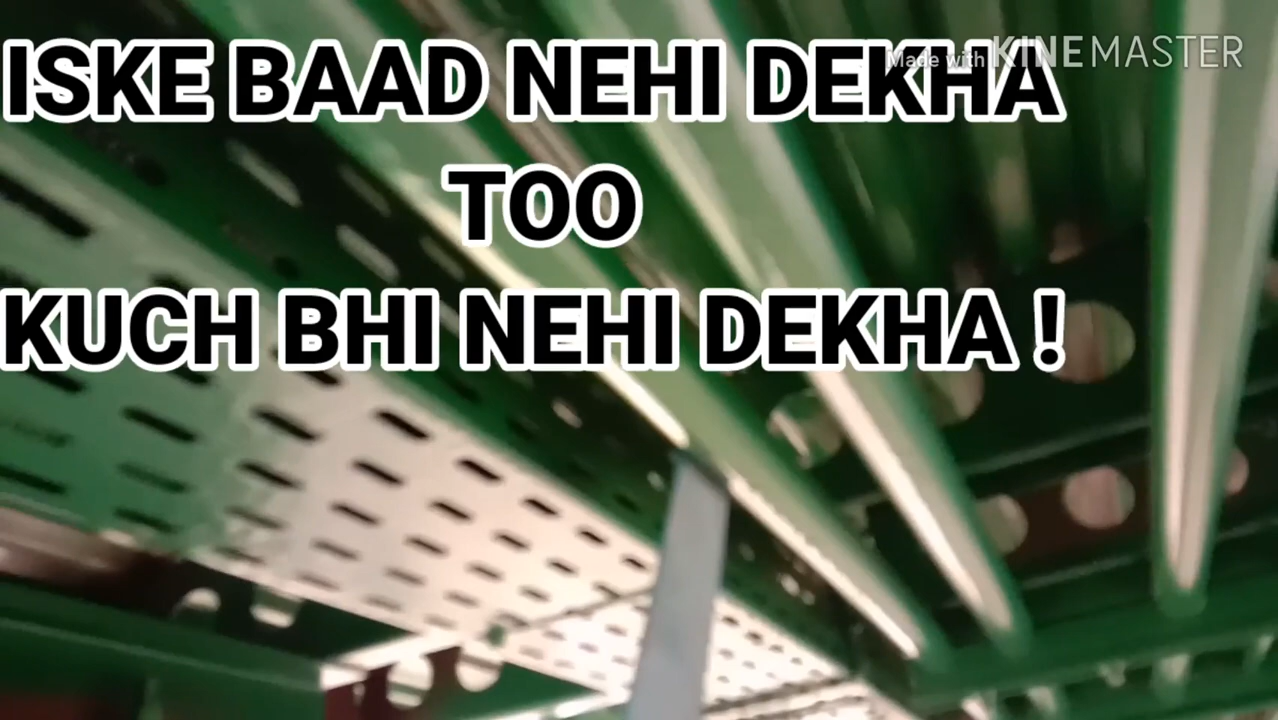 Made with KINEMASTER
ISKE BAAD NEHI DEKHA
TOO
KUCH BHI NEHI DEKHA !